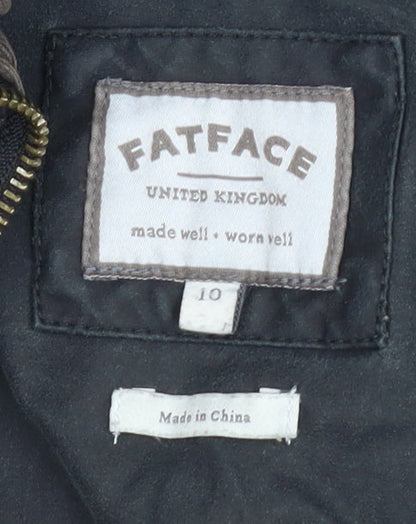 FATFACE
UNITED KINGDOM
made well • worn well
10
Made in China